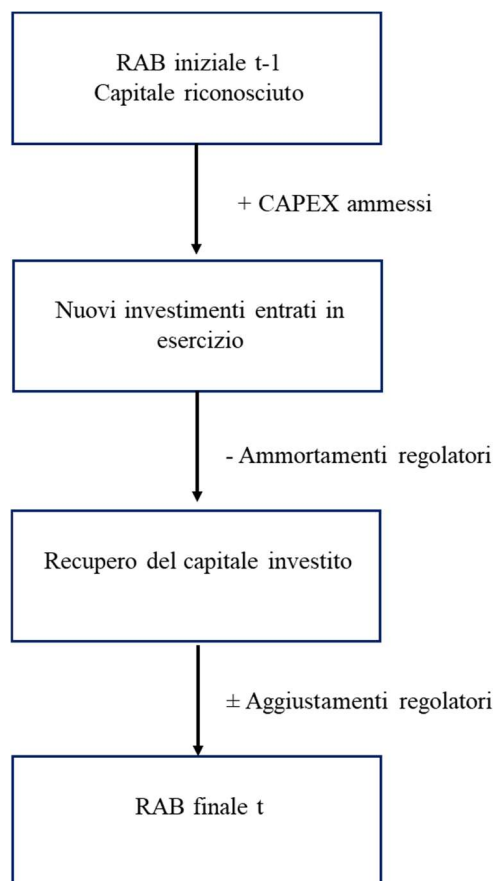 RAB iniziale t-1
Capitale riconosciuto
+ CAPEX ammessi
Nuovi investimenti entrati in
esercizio
- Ammortamenti regolatori
Recupero del capitale investito
± Aggiustamenti regolatori
RAB finale t